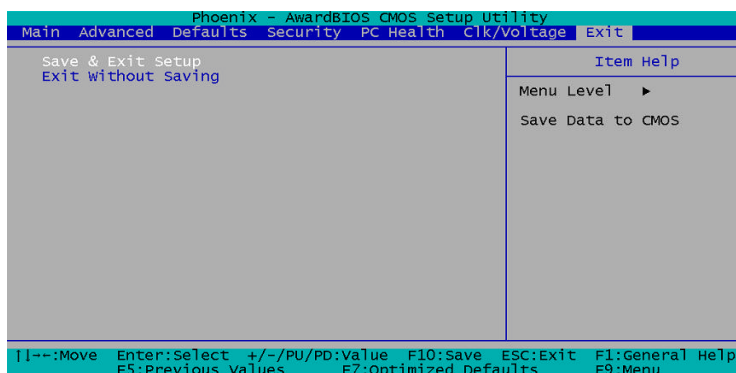 Phoenix - AwardBIOS CMOS Setup Utility
Main Advanced Defaults Security PC Health Clk/Voltage Exit
Save & Exit Setup
Exit Without Saving
Item Help
Menu Level ►
Save Data to CMOS
↑↓←→:Move Enter:Select +/-/PU/PD:Value F10:Save ESC:Exit F1:General Help
F5:Previous Values F7:Optimized Defaults F9:Menu